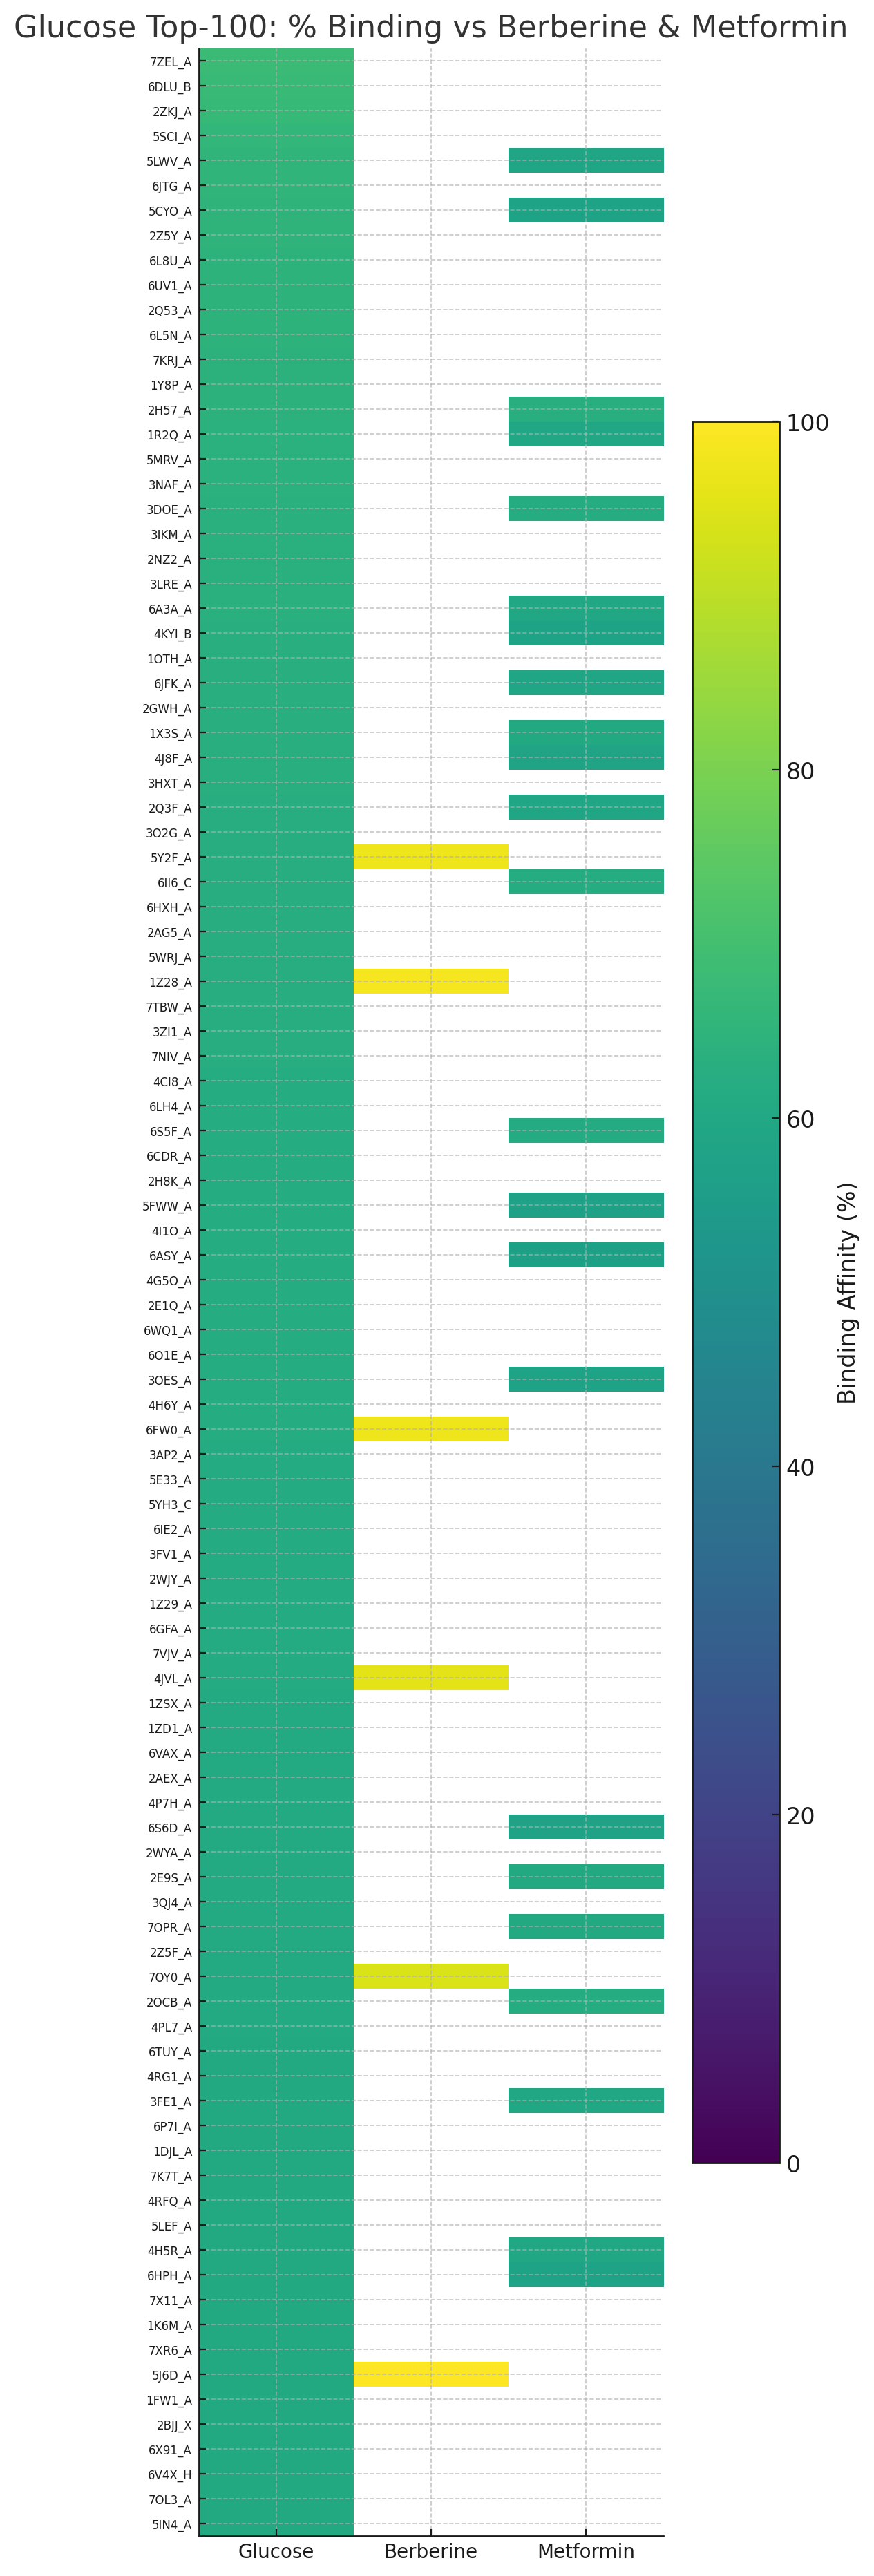 Glucose Top-100: % Binding vs Berberine & Metformin
7ZEL_A
6DLU_B
2ZKJ_A
5SCI_A
5LWV_A
6JTG_A
5CYO_A
2Z5Y_A
6L8U_A
6UV1_A
2Q53_A
6L5N_A
7KRJ_A
1Y8P_A
2H57_A
1R2Q_A
5MRV_A
3NAF_A
3DOE_A
3IKM_A
2NZ2_A
3LRE_A
6A3A_A
4KYI_B
1OTH_A
6JFK_A
2GWH_A
1X3S_A
4J8F_A
3HXT_A
2Q3F_A
3O2G_A
5Y2F_A
6II6_C
6HXH_A
2AG5_A
5WRJ_A
1Z28_A
7TBW_A
3ZI1_A
7NIV_A
4CI8_A
6LH4_A
6S5F_A
6CDR_A
2H8K_A
5FWW_A
4I1O_A
6ASY_A
4G5O_A
2E1Q_A
6WQ1_A
6O1E_A
3OES_A
4H6Y_A
6FW0_A
3AP2_A
5E33_A
5YH3_C
6IE2_A
3FV1_A
2WJY_A
1Z29_A
6GFA_A
7VJV_A
4JVL_A
1ZSX_A
1ZD1_A
6VAX_A
2AEX_A
4P7H_A
6S6D_A
2WYA_A
2E9S_A
3QJ4_A
7OPR_A
2Z5F_A
7OY0_A
2OCB_A
4PL7_A
6TUY_A
4RG1_A
3FE1_A
6P7I_A
1DJL_A
7K7T_A
4RFQ_A
5LEF_A
4H5R_A
6HPH_A
7X11_A
1K6M_A
7XR6_A
5J6D_A
1FW1_A
2BJJ_X
6X91_A
6V4X_H
7OL3_A
5IN4_A
Glucose
Berberine
Metformin
100
80
60
40
20
0
Binding Affinity (%)